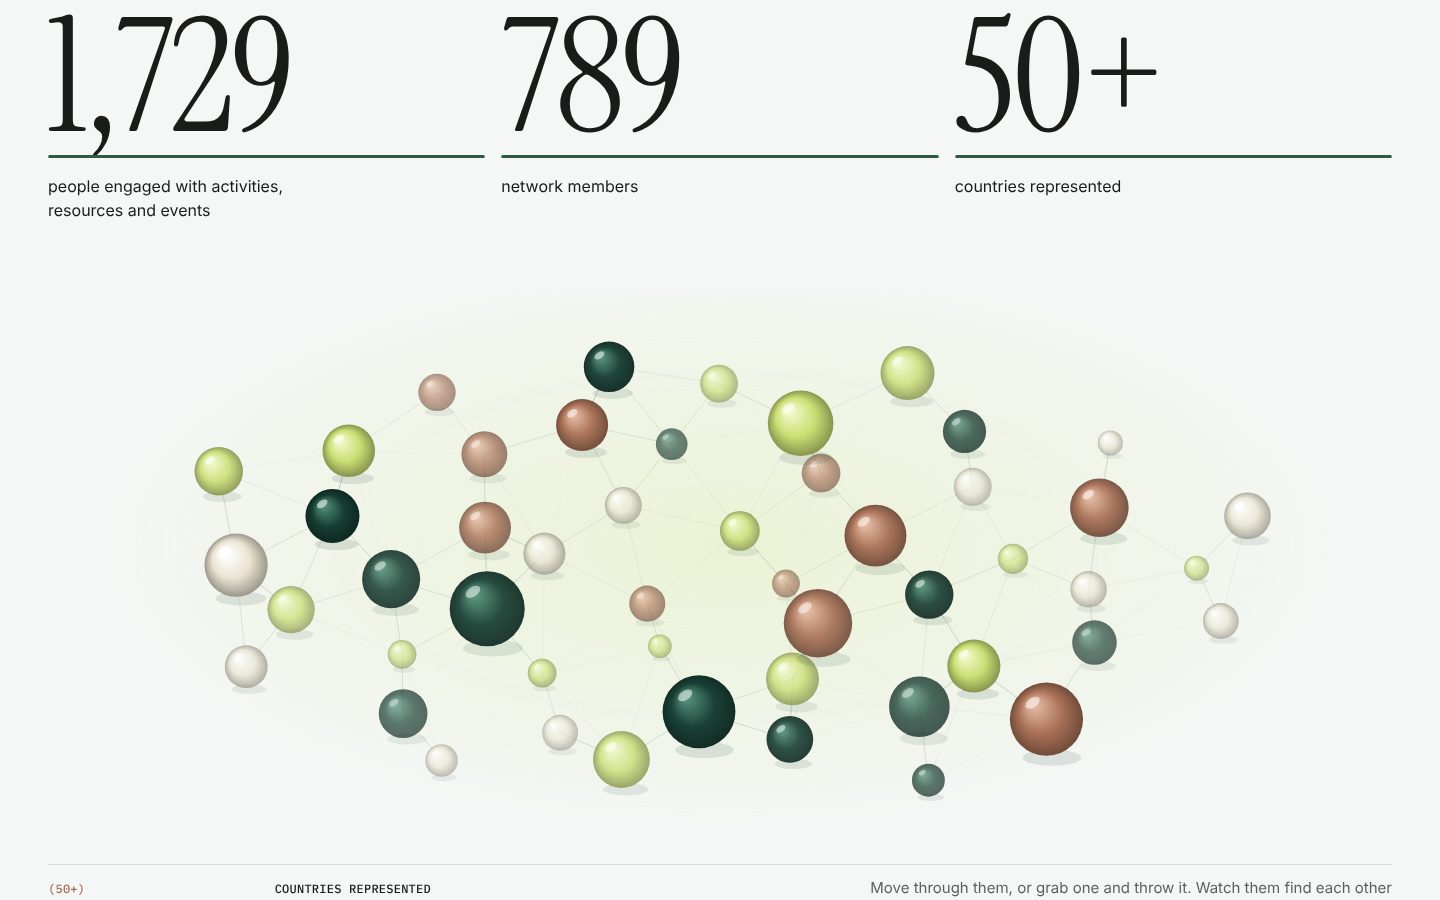 1,729
789
50+
people engaged with activities,
resources and events
network members
countries represented
(50+)
COUNTRIES REPRESENTED
Move through them, or grab one and throw it. Watch them find each other